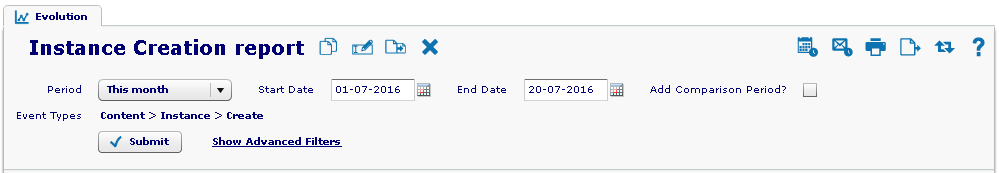 Evolution
Instance Creation report
Period This month Start Date 01-07-2016 End Date 20-07-2016 Add Comparison Period?
Event Types Content > Instance > Create
Submit Show Advanced Filters